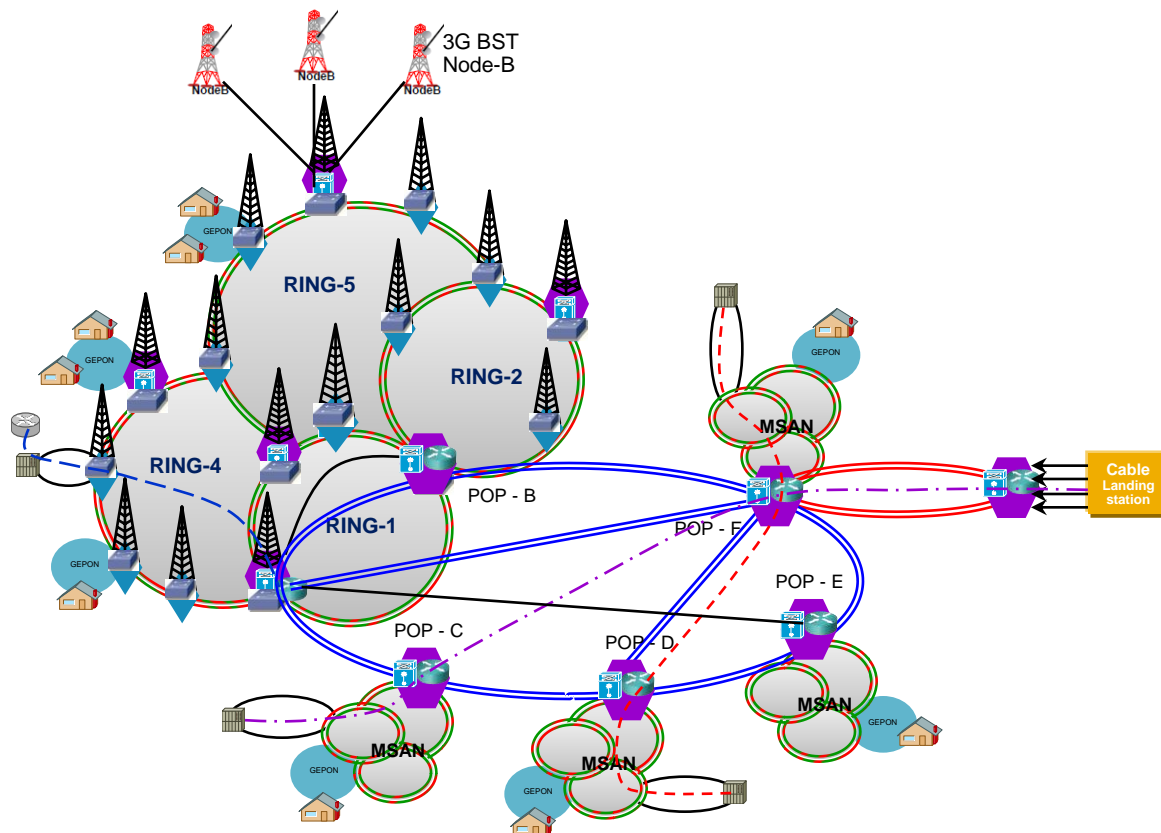 3G BST
Node-B
NodeB
NodeB
NodeB
GEPON
RING-5
GEPON
RING-2
GEPON
MSAN
RING-4
Cable
Landing
station
POP - B
RING-1
POP - F
GEPON
POP - E
POP - C
POP - D
MSAN
GEPON
MSAN
MSAN
GEPON
GEPON